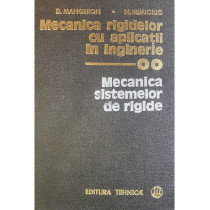 D. MANGERON • N. IRIMICIUC
Mecanica rigidelor
cu aplicații
în inginerie
Mecanica
sistemelor
de rigide
EDITURA TEHNICĂ